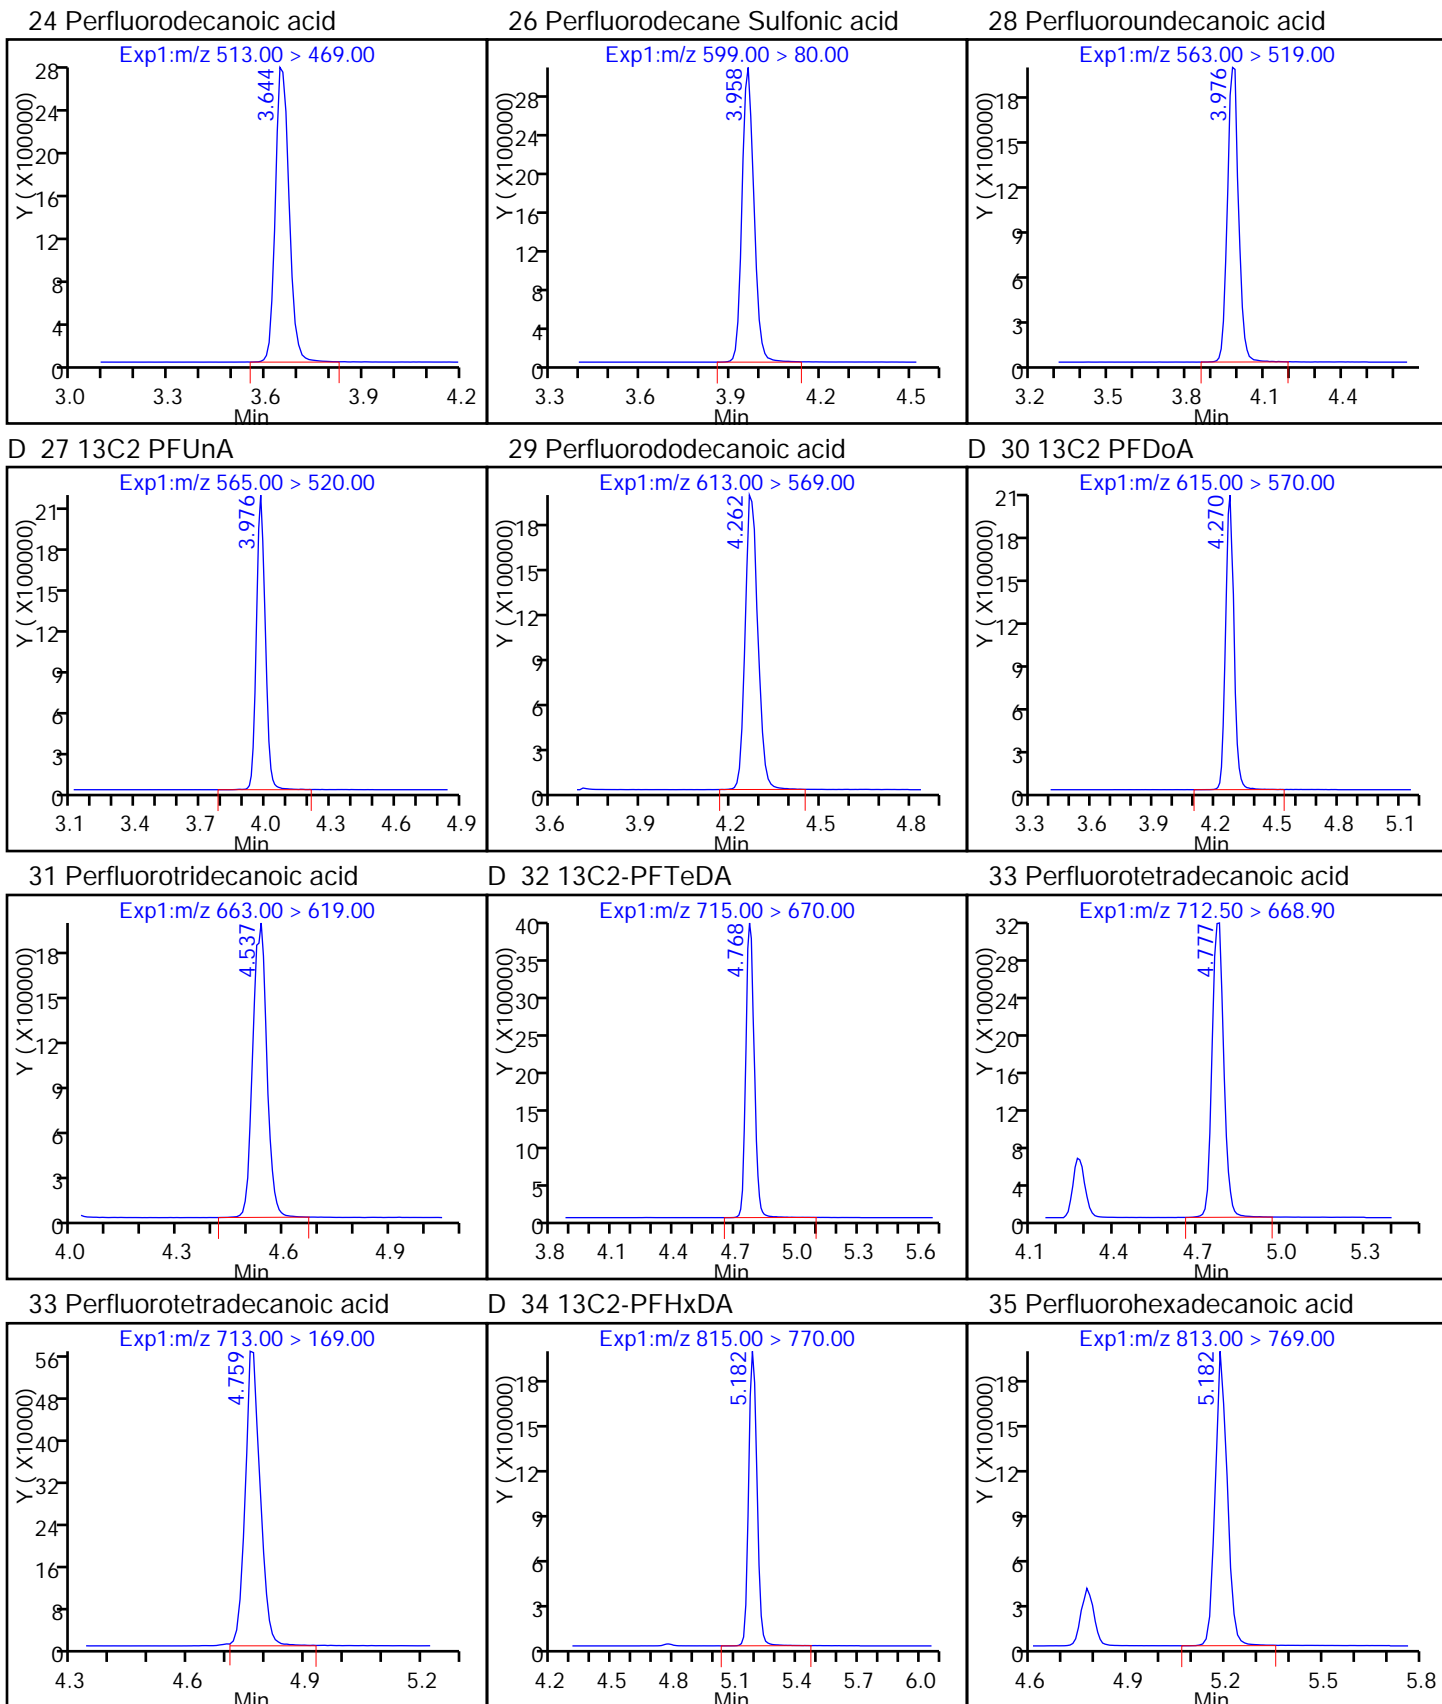 24 Perfluorodecanoic acid
Exp1:m/z 513.00 > 469.00
Y ( X100000)
28
24
20
16
12
8
4
0
3.644
3.0 3.3 3.6 3.9 4.2
Min
26 Perfluorodecane Sulfonic acid
Exp1:m/z 599.00 > 80.00
Y ( X100000)
28
24
20
16
12
8
4
0
3.958
3.3 3.6 3.9 4.2 4.5
Min
28 Perfluoroundecanoic acid
Exp1:m/z 563.00 > 519.00
Y ( X100000)
18
15
12
9
6
3
0
3.976
3.2 3.5 3.8 4.1 4.4
Min
D 27 13C2 PFUnA
Exp1:m/z 565.00 > 520.00
Y ( X100000)
21
18
15
12
9
6
3
0
3.976
3.1 3.4 3.7 4.0 4.3 4.6 4.9
Min
29 Perfluorododecanoic acid
Exp1:m/z 613.00 > 569.00
Y ( X100000)
18
15
12
9
6
3
0
4.262
3.6 3.9 4.2 4.5 4.8
Min
D 30 13C2 PFDoA
Exp1:m/z 615.00 > 570.00
Y ( X100000)
21
18
15
12
9
6
3
0
4.270
3.3 3.6 3.9 4.2 4.5 4.8 5.1
Min
31 Perfluorotridecanoic acid
Exp1:m/z 663.00 > 619.00
Y ( X100000)
18
15
12
9
6
3
0
4.537
4.0 4.3 4.6 4.9
Min
D 32 13C2-PFTeDA
Exp1:m/z 715.00 > 670.00
Y ( X100000)
40
35
30
25
20
15
10
5
0
4.768
3.8 4.1 4.4 4.7 5.0 5.3 5.6
Min
33 Perfluorotetradecanoic acid
Exp1:m/z 712.50 > 668.90
Y ( X100000)
32
28
24
20
16
12
8
4
0
4.777
4.1 4.4 4.7 5.0 5.3
Min
33 Perfluorotetradecanoic acid
Exp1:m/z 713.00 > 169.00
Y ( X100000)
56
48
40
32
24
16
8
0
4.759
4.3 4.6 4.9 5.2
Min
D 34 13C2-PFHxDA
Exp1:m/z 815.00 > 770.00
Y ( X100000)
18
15
12
9
6
3
0
5.182
4.2 4.5 4.8 5.1 5.4 5.7 6.0
Min
35 Perfluorohexadecanoic acid
Exp1:m/z 813.00 > 769.00
Y ( X100000)
18
15
12
9
6
3
0
5.182
4.6 4.9 5.2 5.5 5.8
Min